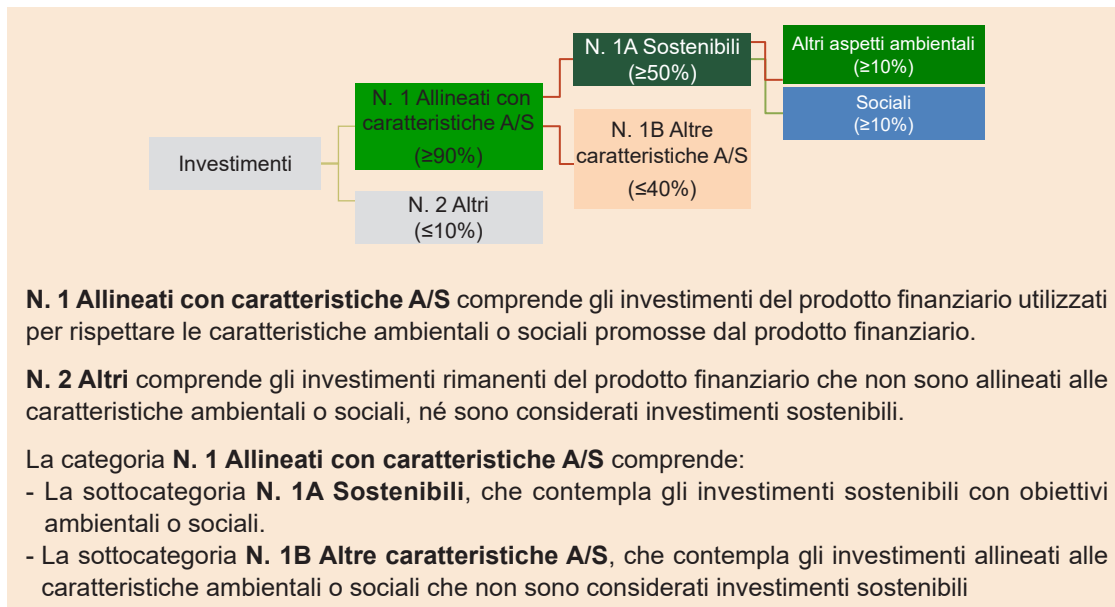 N. 1A Sostenibili
(≥50%)
Altri aspetti ambientali
(≥10%)
Sociali
(≥10%)
N. 1 Allineati con
caratteristiche A/S
(≥90%)
N. 1B Altre
caratteristiche A/S
(≤40%)
Investimenti
N. 2 Altri
(≤10%)
N. 1 Allineati con caratteristiche A/S comprende gli investimenti del prodotto finanziario utilizzati
per rispettare le caratteristiche ambientali o sociali promosse dal prodotto finanziario.
N. 2 Altri comprende gli investimenti rimanenti del prodotto finanziario che non sono allineati alle
caratteristiche ambientali o sociali, né sono considerati investimenti sostenibili.
La categoria N. 1 Allineati con caratteristiche A/S comprende:
- La sottocategoria N. 1A Sostenibili, che contempla gli investimenti sostenibili con obiettivi
ambientali o sociali.
- La sottocategoria N. 1B Altre caratteristiche A/S, che contempla gli investimenti allineati alle
caratteristiche ambientali o sociali che non sono considerati investimenti sostenibili